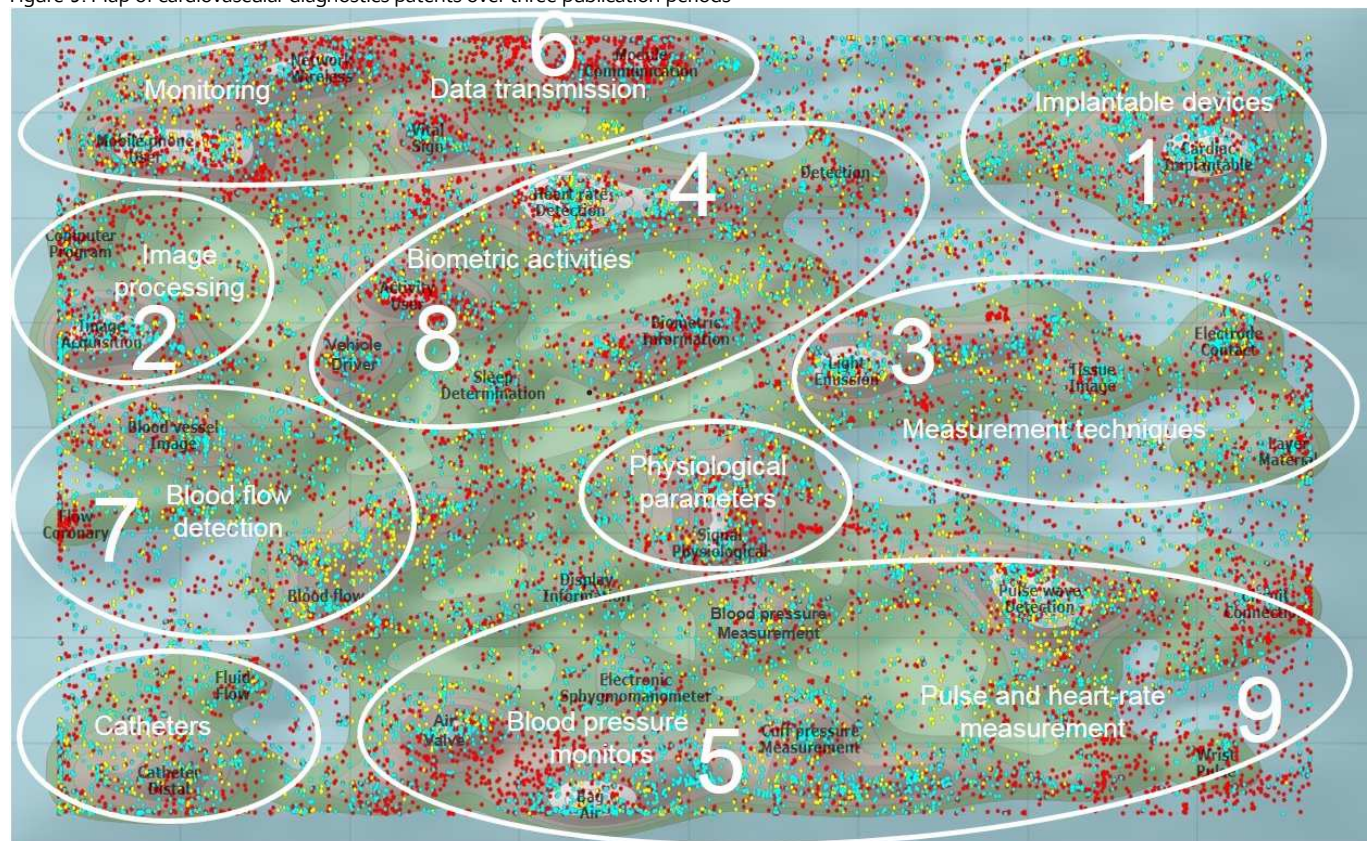 Figure 9: Map of cardiovascular diagnostics patents over three publication periods
6
Network
Wireless
Mobile
Communication
Monitoring
Data transmission
Mobile phone
User
Vital
Sign
Implantable devices
1
Cardiac
Implantable
4
Detection
Heart rate
Detection
Computer
Program
Image
processing
2
Image
Acquisition
Biometric activities
Activity
User
8
Vehicle
Driver
Biometric
Information
Sleep
Determination
3
Light
Emission
Electrode
Contact
Tissue
Image
Measurement techniques
Layer
Material
Blood vessel
Image
7
Blood flow
detection
Flow
Coronary
Blood flow
Physiological
parameters
Signal
Physiological
Display
Information
Blood pressure
Measurement
Pulse wave
Detection
Circuit
Connection
Electronic
Sphygmomanometer
Fluid
Flow
Catheters
Catheter
Distal
Air
Valve
Blood pressure
monitors
5
Cuff pressure
Measurement
Bag
Air
Pulse and heart-rate
measurement
9
Wrist
Pulse